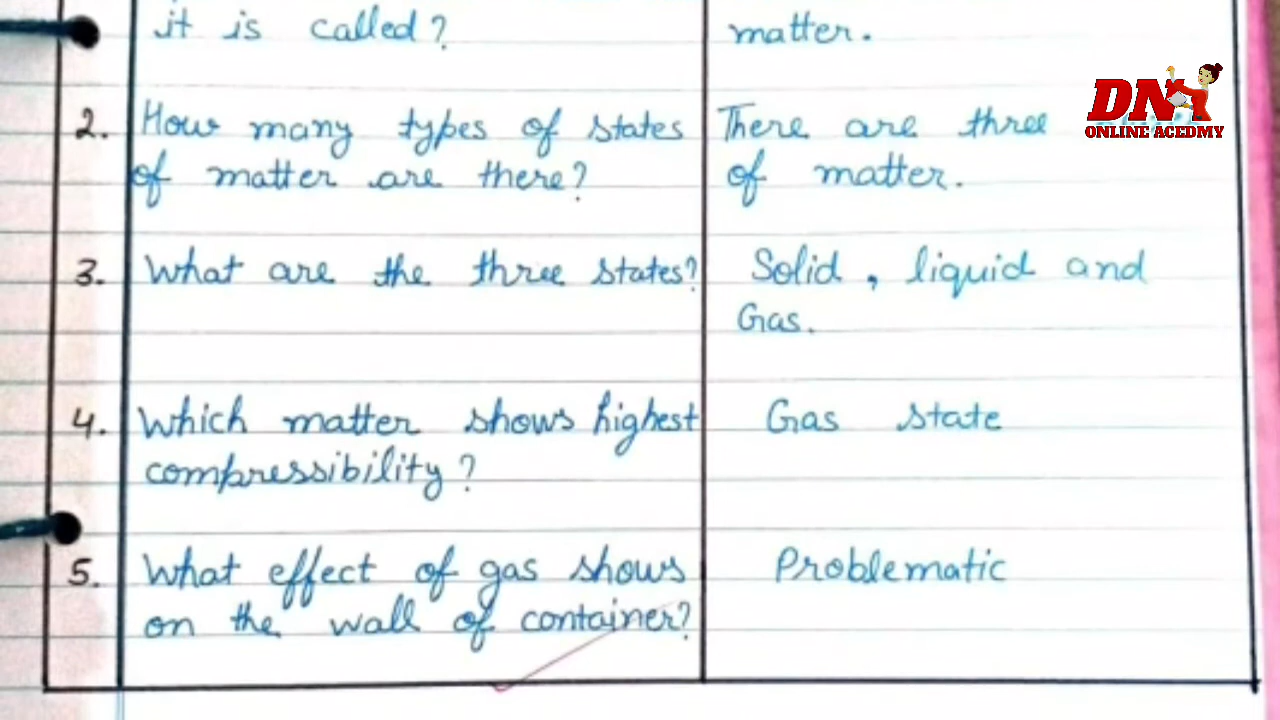 it is called?
matter.
DN
ONLINE ACEDMY
2. How many types of states
of matter are there?
There are three
of matter.
3. What are the three states?
Solid, liquid and
Gas.
4. Which matter shows highest
compressibility?
Gas state
5. What effect of gas shows
on the wall of container?
Problematic